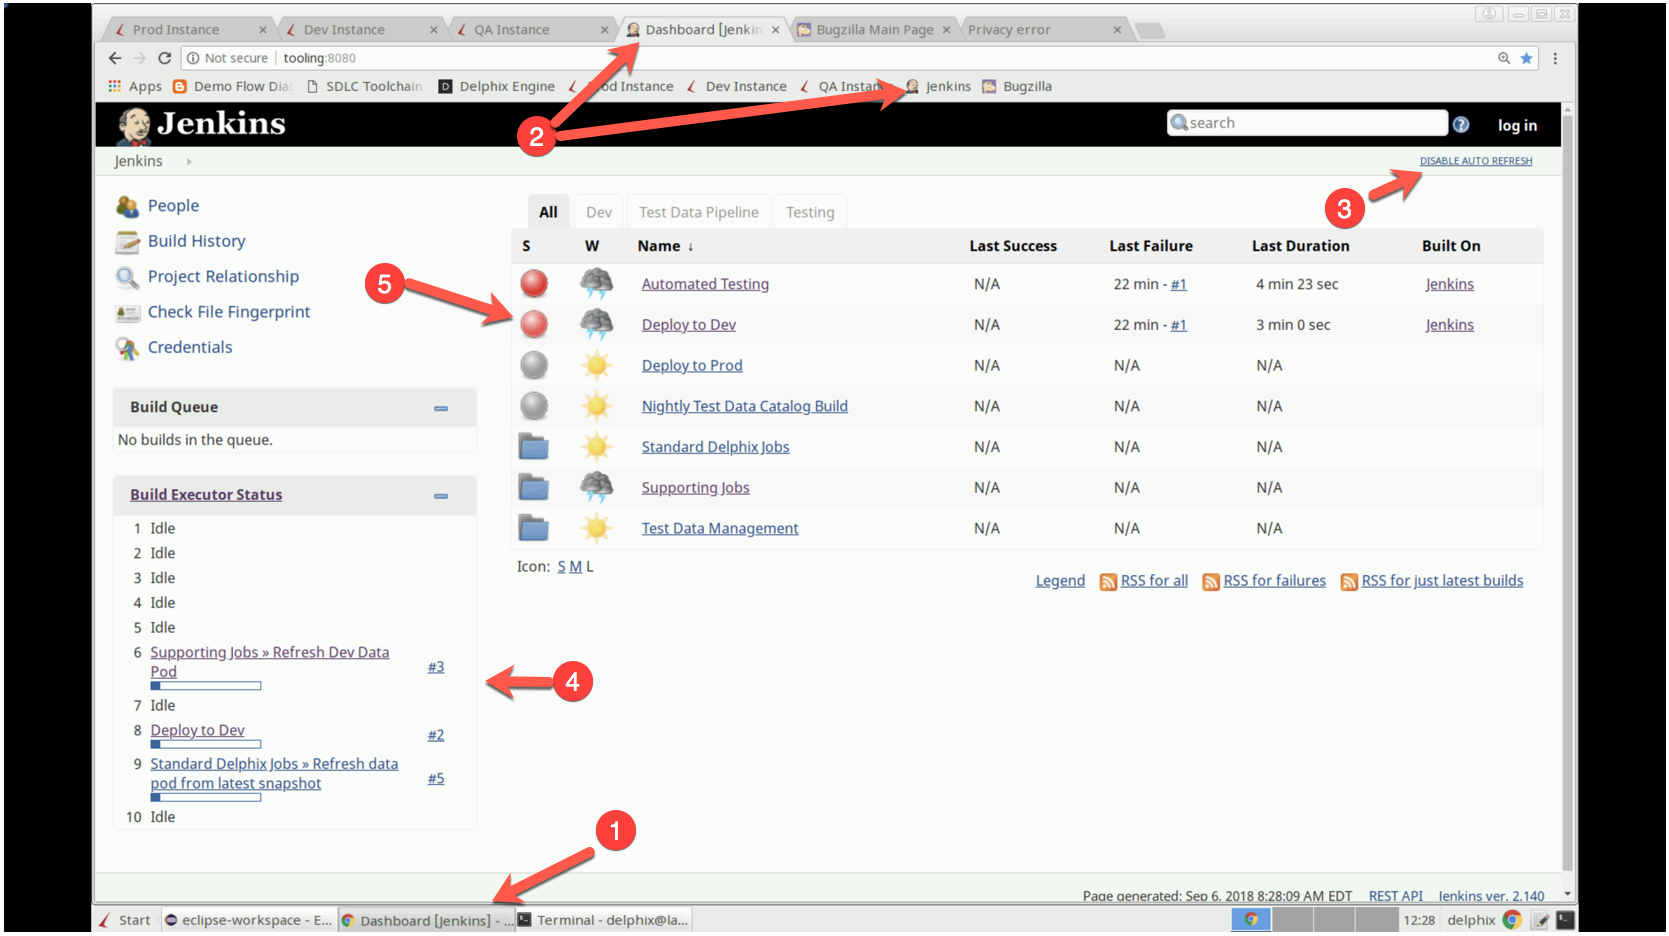 Prod Instance
Dev Instance
QA Instance
Dashboard [Jenkin
Bugzilla Main Page
Privacy error
Not secure
tooling:8080
Apps
Demo Flow Dia
SDLC Toolchain
Delphix Engine
Instance
Dev Instance
QA
Jenkins
Bugzilla
2
Jenkins
search
log in
Jenkins
DISABLE AUTO REFRESH
3
People
Build History
Project Relationship
Check File Fingerprint
Credentials
Build Queue
No builds in the queue.
Build Executor Status
1 Idle
2 Idle
3 Idle
4 Idle
5 Idle
6 Supporting Jobs » Refresh Dev Data
Pod
#3
7 Idle
8 Deploy to Dev
#2
9 Standard Delphix Jobs » Refresh data
pod from latest snapshot
#5
10 Idle
4
5
All
Dev
Test Data Pipeline
Testing
S W Name ↓ Last Success Last Failure Last Duration Built On
Automated Testing N/A 22 min - #1 4 min 23 sec Jenkins
Deploy to Dev N/A 22 min - #1 3 min 0 sec Jenkins
Deploy to Prod N/A N/A N/A
Nightly Test Data Catalog Build N/A N/A N/A
Standard Delphix Jobs N/A N/A N/A
Supporting Jobs N/A N/A N/A
Test Data Management N/A N/A N/A
Icon: S M L
Legend
RSS for all
RSS for failures
RSS for just latest builds
1
Page generated: Sep 6, 2018 8:28:09 AM EDT
REST API
Jenkins ver. 2.140
Start
eclipse-workspace - E...
Dashboard [Jenkins] - ...
Terminal - delphix@la...
12:28
delphix